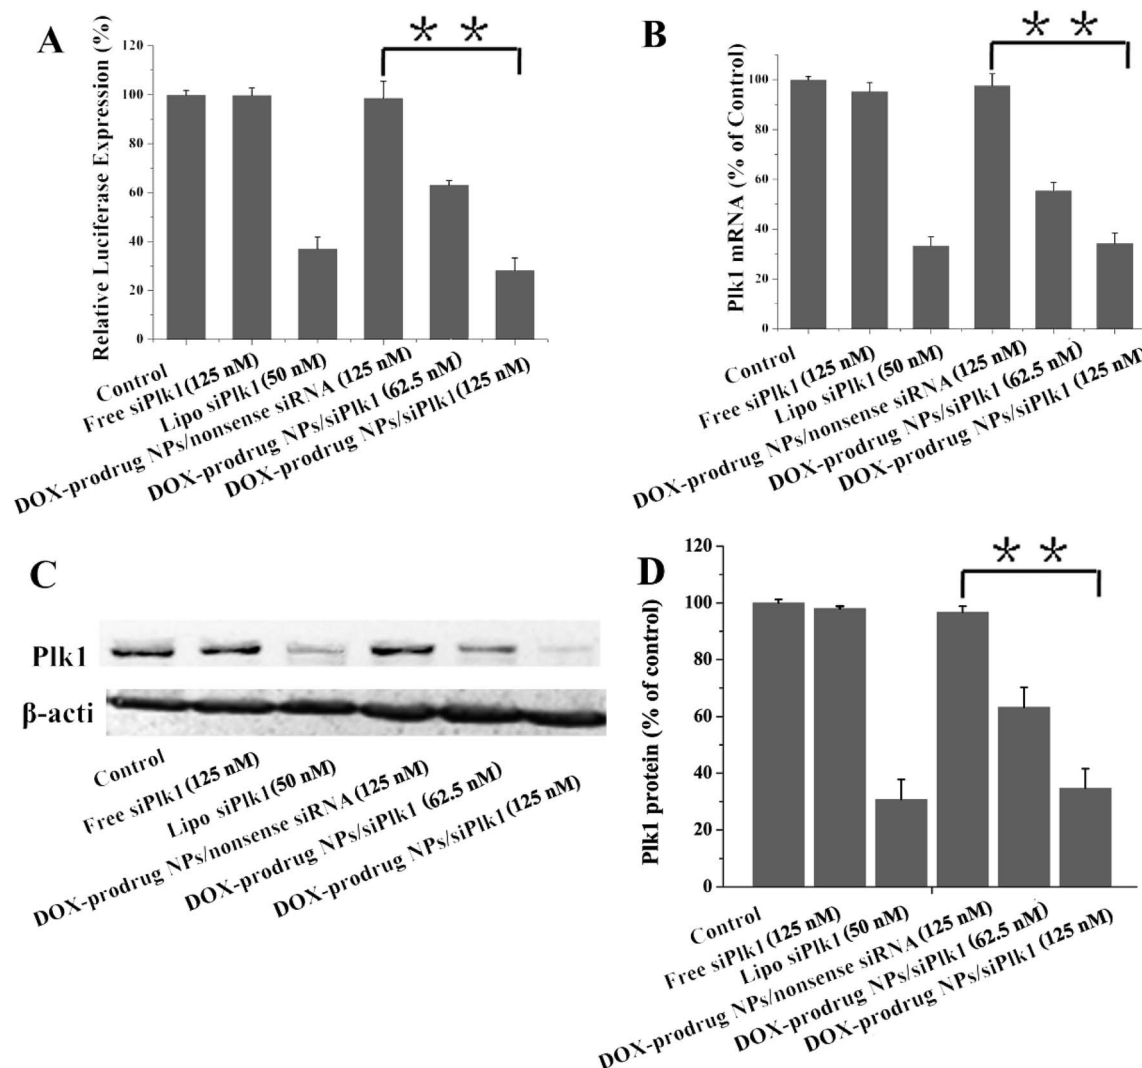 A
Relative Luciferase Expression (%)
120
100
80
60
40
20
0
* *
Control
Free siPlk1 (125 nM)
Lipo siPlk1 (50 nM)
DOX-prodrug NPs/nonsense siRNA (125 nM)
DOX-prodrug NPs/siPlk1 (62.5 nM)
DOX-prodrug NPs/siPlk1 (125 nM)
B
Plk1 mRNA (% of Control)
100
80
60
40
20
0
* *
Control
Free siPlk1 (125 nM)
Lipo siPlk1 (50 nM)
DOX-prodrug NPs/nonsense siRNA (125 nM)
DOX-prodrug NPs/siPlk1 (62.5 nM)
DOX-prodrug NPs/siPlk1 (125 nM)
C
Plk1
β-acti
Control
Free siPlk1 (125 nM)
Lipo siPlk1 (50 nM)
DOX-prodrug NPs/nonsense siRNA (125 nM)
DOX-prodrug NPs/siPlk1 (62.5 nM)
DOX-prodrug NPs/siPlk1 (125 nM)
D
Plk1 protein (% of control)
120
100
80
60
40
20
0
* *
Control
Free siPlk1 (125 nM)
Lipo siPlk1 (50 nM)
DOX-prodrug NPs/nonsense siRNA (125 nM)
DOX-prodrug NPs/siPlk1 (62.5 nM)
DOX-prodrug NPs/siPlk1 (125 nM)